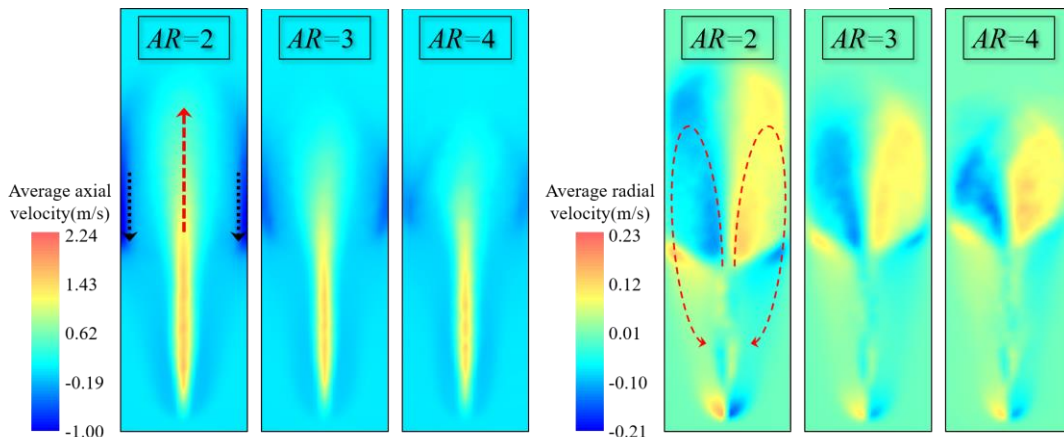 AR=2
AR=3
AR=4
Average axial
velocity(m/s)
2.24
1.43
0.62
-0.19
-1.00
AR=2
AR=3
AR=4
Average radial
velocity(m/s)
0.23
0.12
0.01
-0.10
-0.21